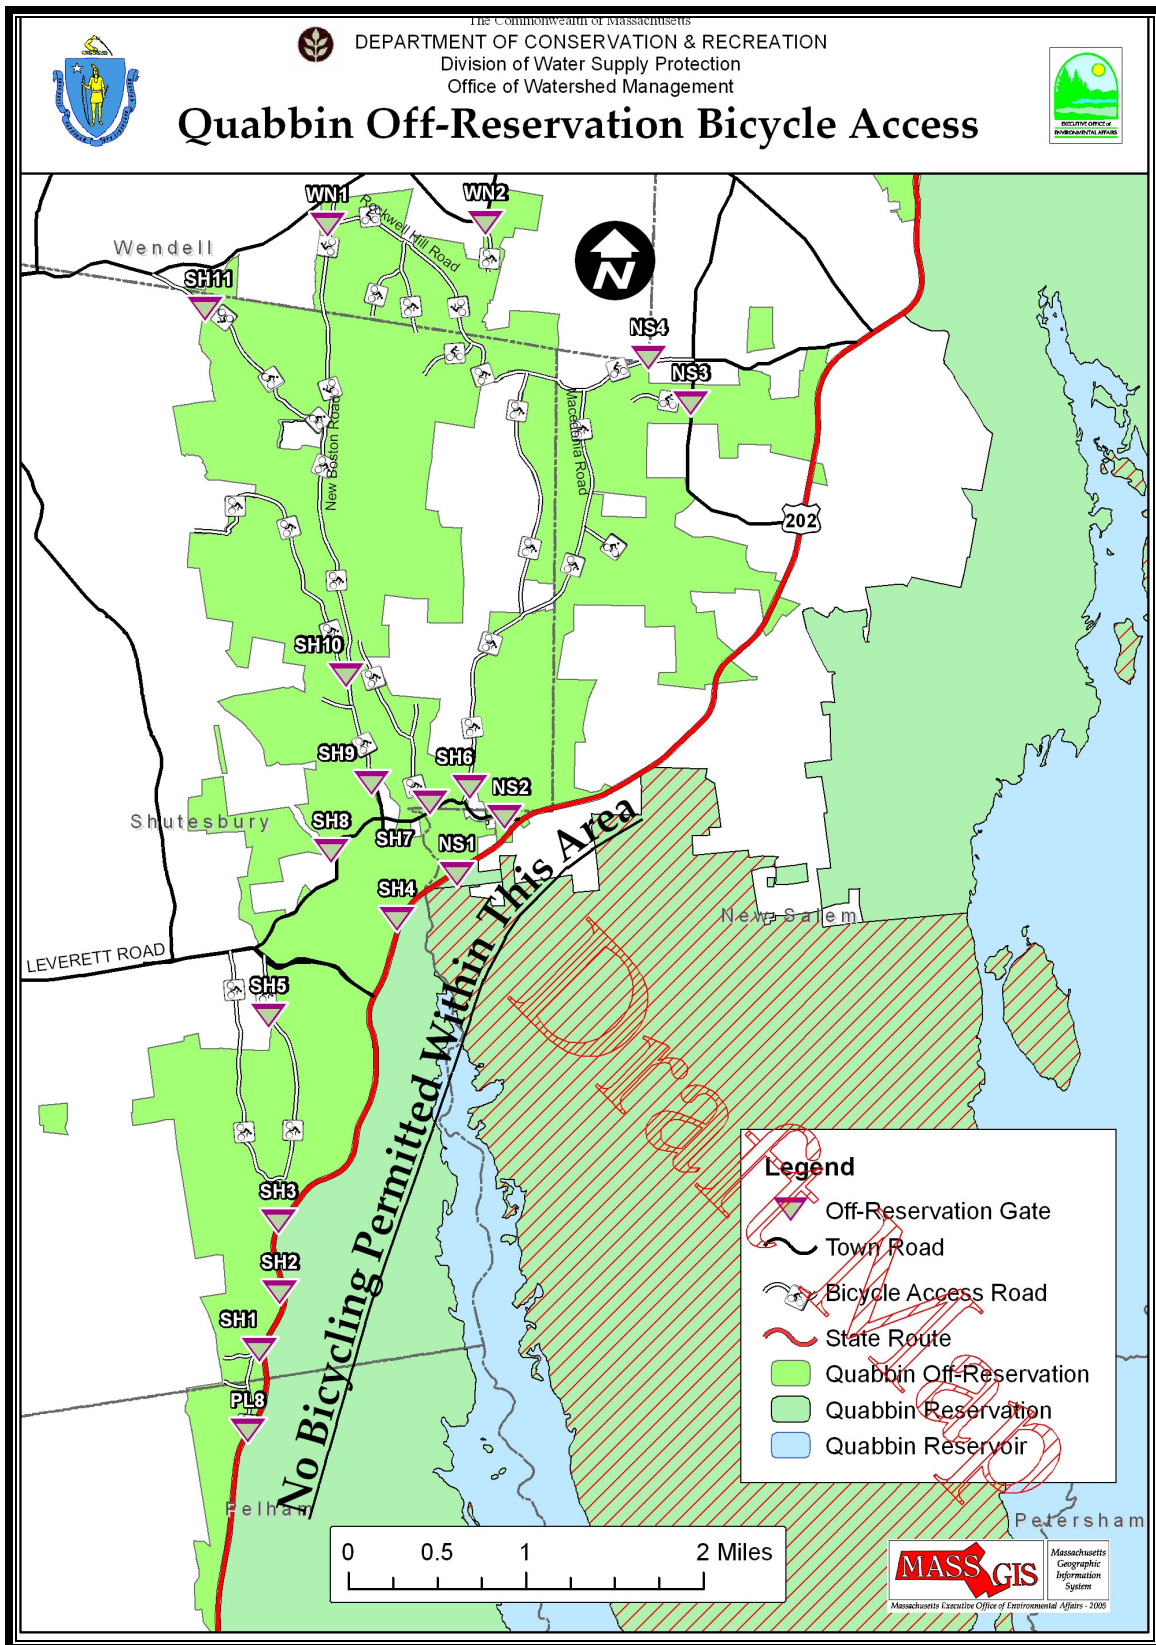 The Commonwealth of Massachusetts
DEPARTMENT OF CONSERVATION & RECREATION
Division of Water Supply Protection
Office of Watershed Management
Quabbin Off-Reservation Bicycle Access
EXECUTIVE OFFICE of
ENVIRONMENTAL AFFAIRS
WN1
WN2
Rockwell Hill Road
Wendell
SH11
N
NS4
NS3
New Boston Road
Macedonia Road
202
SH10
SH9
SH6
NS2
Shutesbury
SH8
SH7
NS1
SH4
No Bicycling Permitted Within This Area
New Salem
LEVERETT ROAD
SH5
Draft Map
SH3
SH2
SH1
PL8
Pelham
Legend
Off-Reservation Gate
Town Road
Bicycle Access Road
State Route
Quabbin Off-Reservation
Quabbin Reservation
Quabbin Reservoir
Petersham
0 0.5 1 2 Miles
MASS GIS
Massachusetts
Geographic
Information
System
Massachusetts Executive Office of Environmental Affairs - 2005